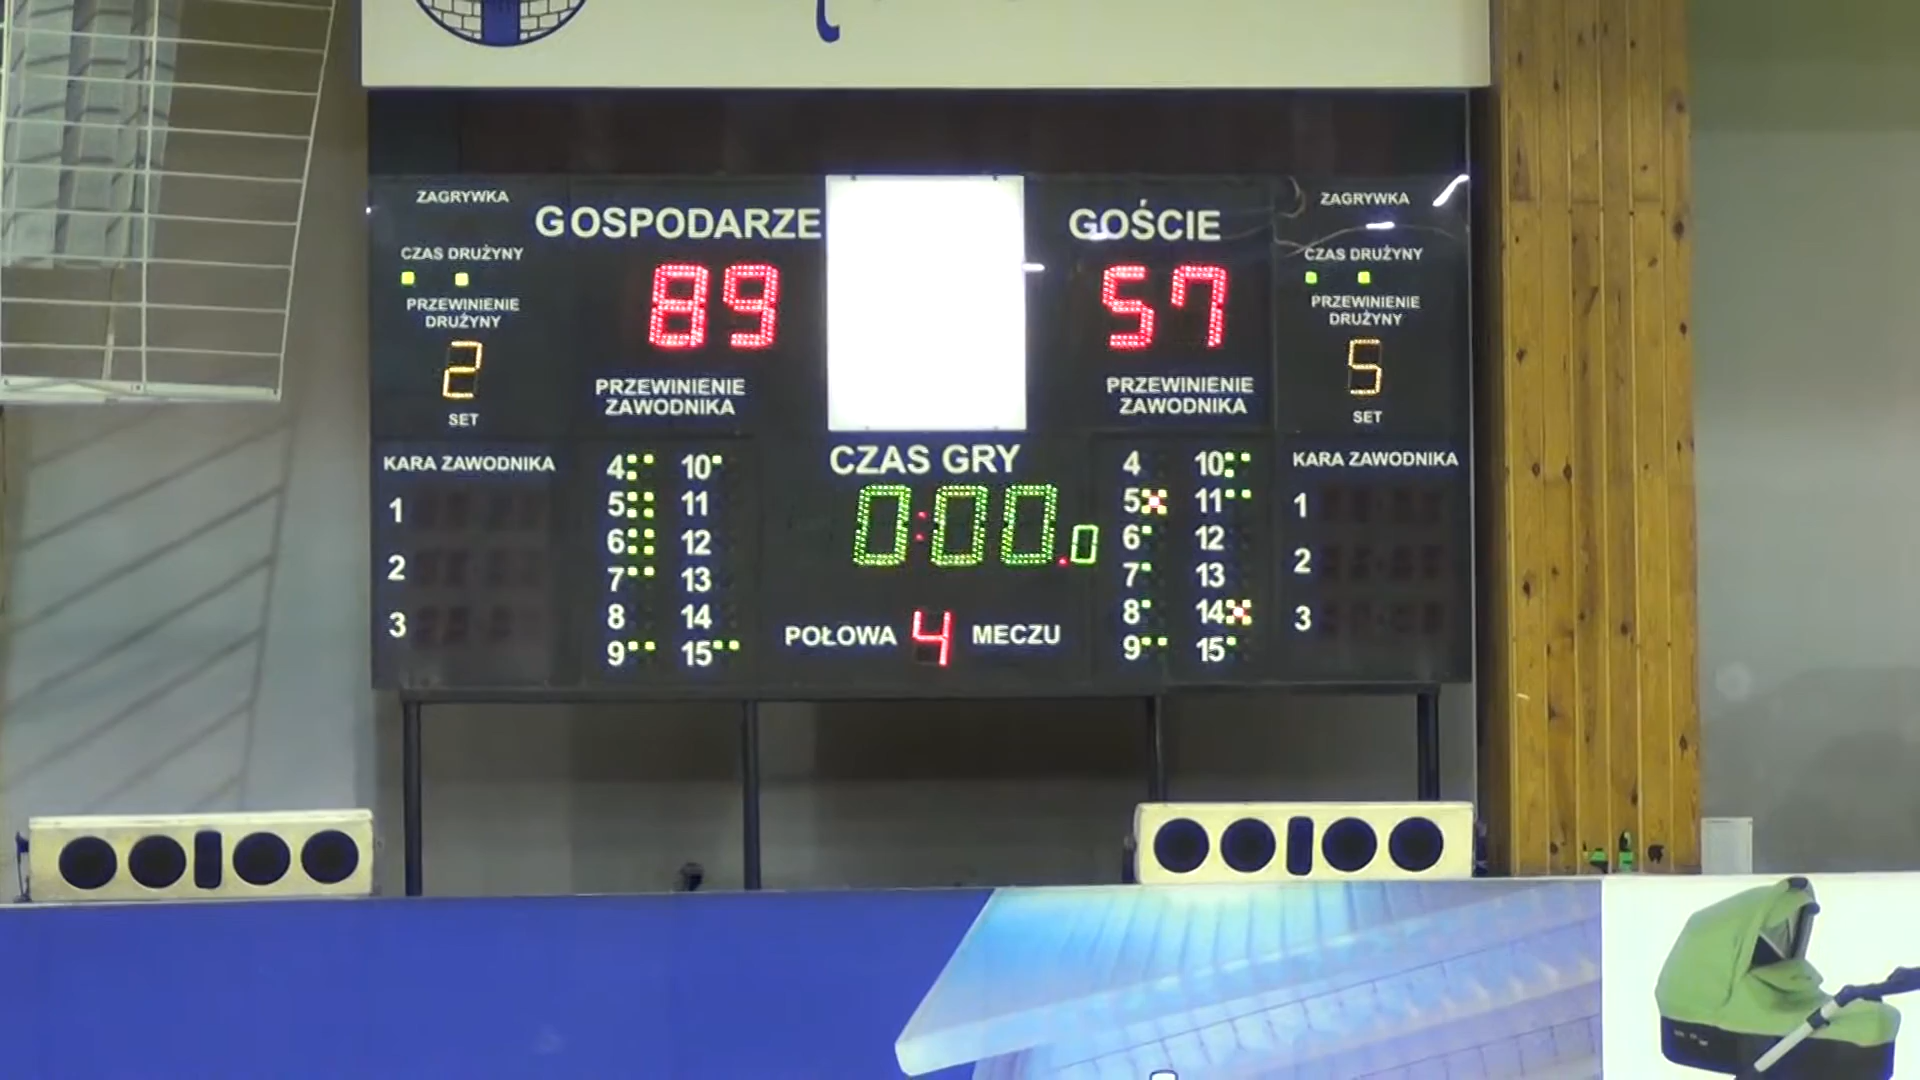 ZAGRYWKA
GOSPODARZE
GOŚCIE
ZAGRYWKA
CZAS DRUŻYNY
CZAS DRUŻYNY
89
57
PRZEWINIENIE
DRUŻYNY
PRZEWINIENIE
DRUŻYNY
2
5
PRZEWINIENIE
ZAWODNIKA
PRZEWINIENIE
ZAWODNIKA
SET
SET
KARA ZAWODNIKA
CZAS GRY
KARA ZAWODNIKA
4 10
5 11
6 12
7 13
8 14
9 15
0:00.0
4 10
5 11
6 12
7 13
8 14
9 15
1
2
3
1
2
3
POŁOWA 4 MECZU